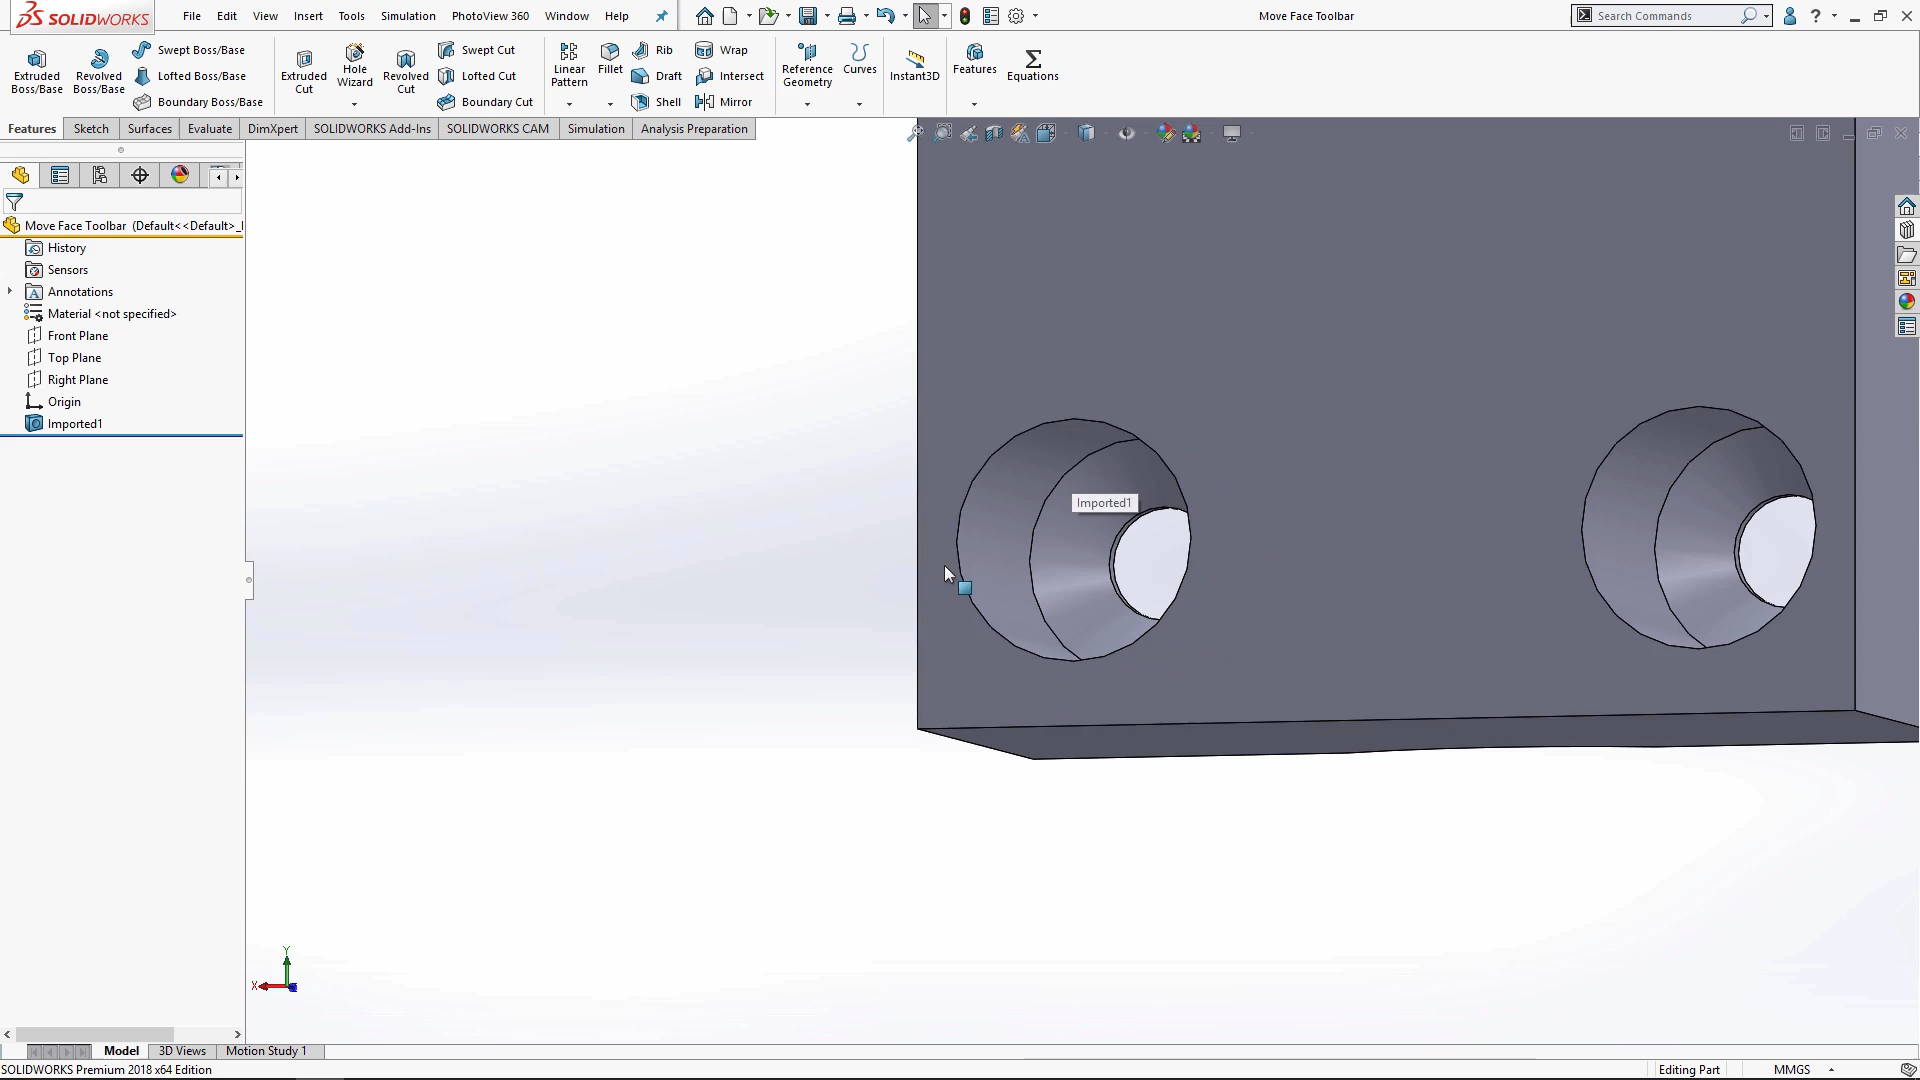 SOLIDWORKS
File Edit View Insert Tools Simulation PhotoView 360 Window Help
Move Face Toolbar
Search Commands
?
Extruded Boss/Base
Revolved Boss/Base
Swept Boss/Base
Lofted Boss/Base
Boundary Boss/Base
Extruded Cut
Hole Wizard
Revolved Cut
Swept Cut
Lofted Cut
Boundary Cut
Linear Pattern
Fillet
Rib
Draft
Shell
Wrap
Intersect
Mirror
Reference Geometry
Curves
Instant3D
Features
Σ
Equations
Features Sketch Surfaces Evaluate DimXpert SOLIDWORKS Add-Ins SOLIDWORKS CAM Simulation Analysis Preparation
Move Face Toolbar (Default<<Default>_
History
Sensors
A Annotations
Material <not specified>
Front Plane
Top Plane
Right Plane
Origin
Imported1
Imported1
Y
X
Model 3D Views Motion Study 1
SOLIDWORKS Premium 2018 x64 Edition
Editing Part
MMGS